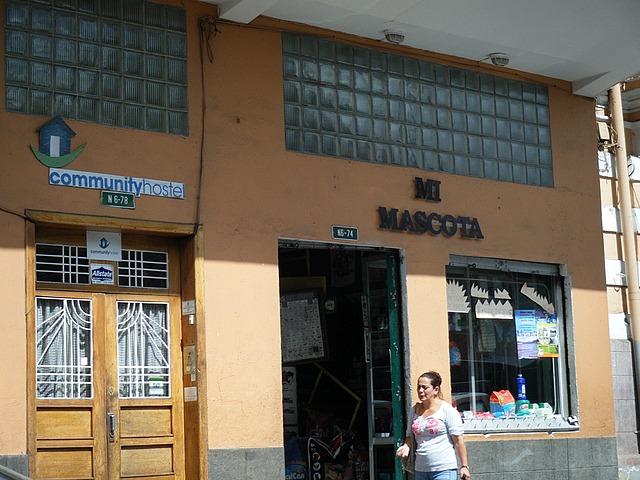 communityhostel
N 6-78
Allstate
N6-74
MI
MASCOTA